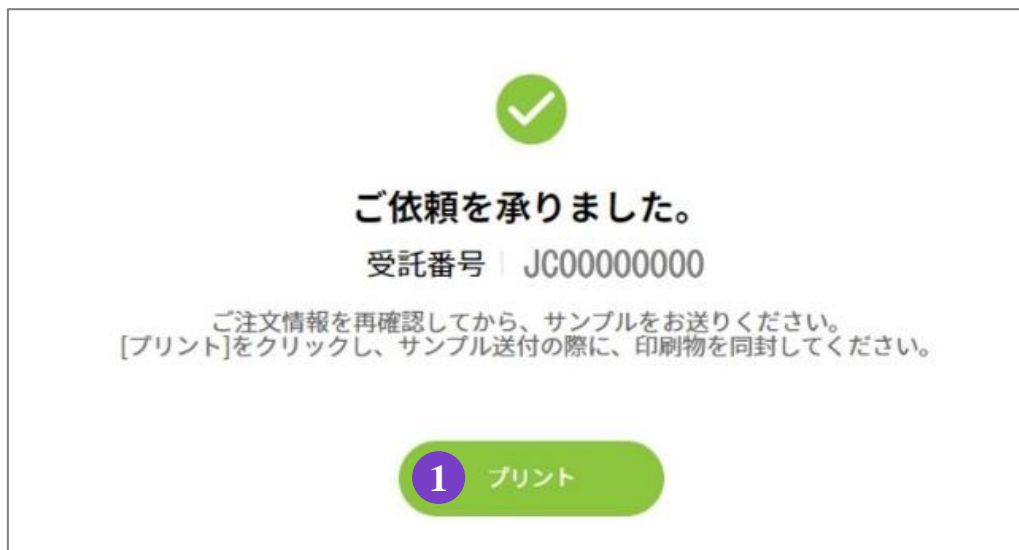 ご依頼を承りました。
受託番号 JC00000000
ご注文情報を再確認してから、サンプルをお送りください。
[プリント]をクリックし、サンプル送付の際に、印刷物を同封してください。
1 プリント